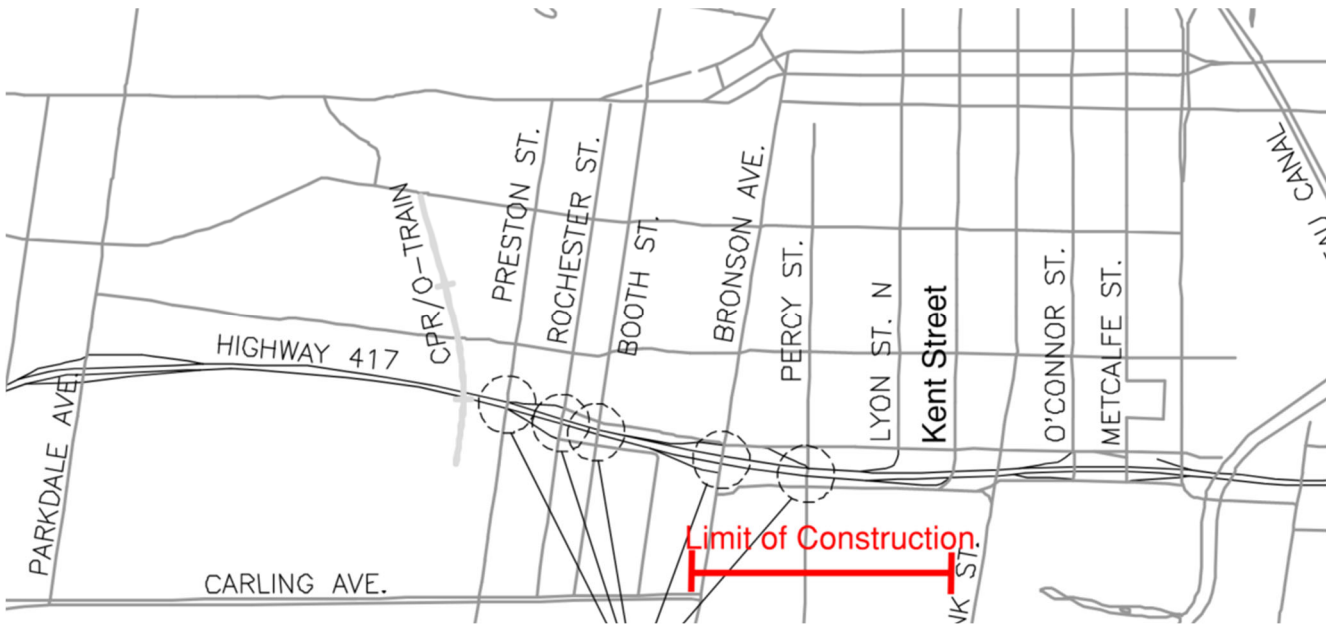 PARKDALE AVE.
HIGHWAY 417
CPR/O-TRAIN
PRESTON ST.
ROCHESTER ST.
BOOTH ST.
BRONSON AVE.
PERCY ST.
LYON ST. N
Kent Street
O'CONNOR ST.
METCALFE ST.
CANAL
CARLING AVE.
Limit of Construction
ST.